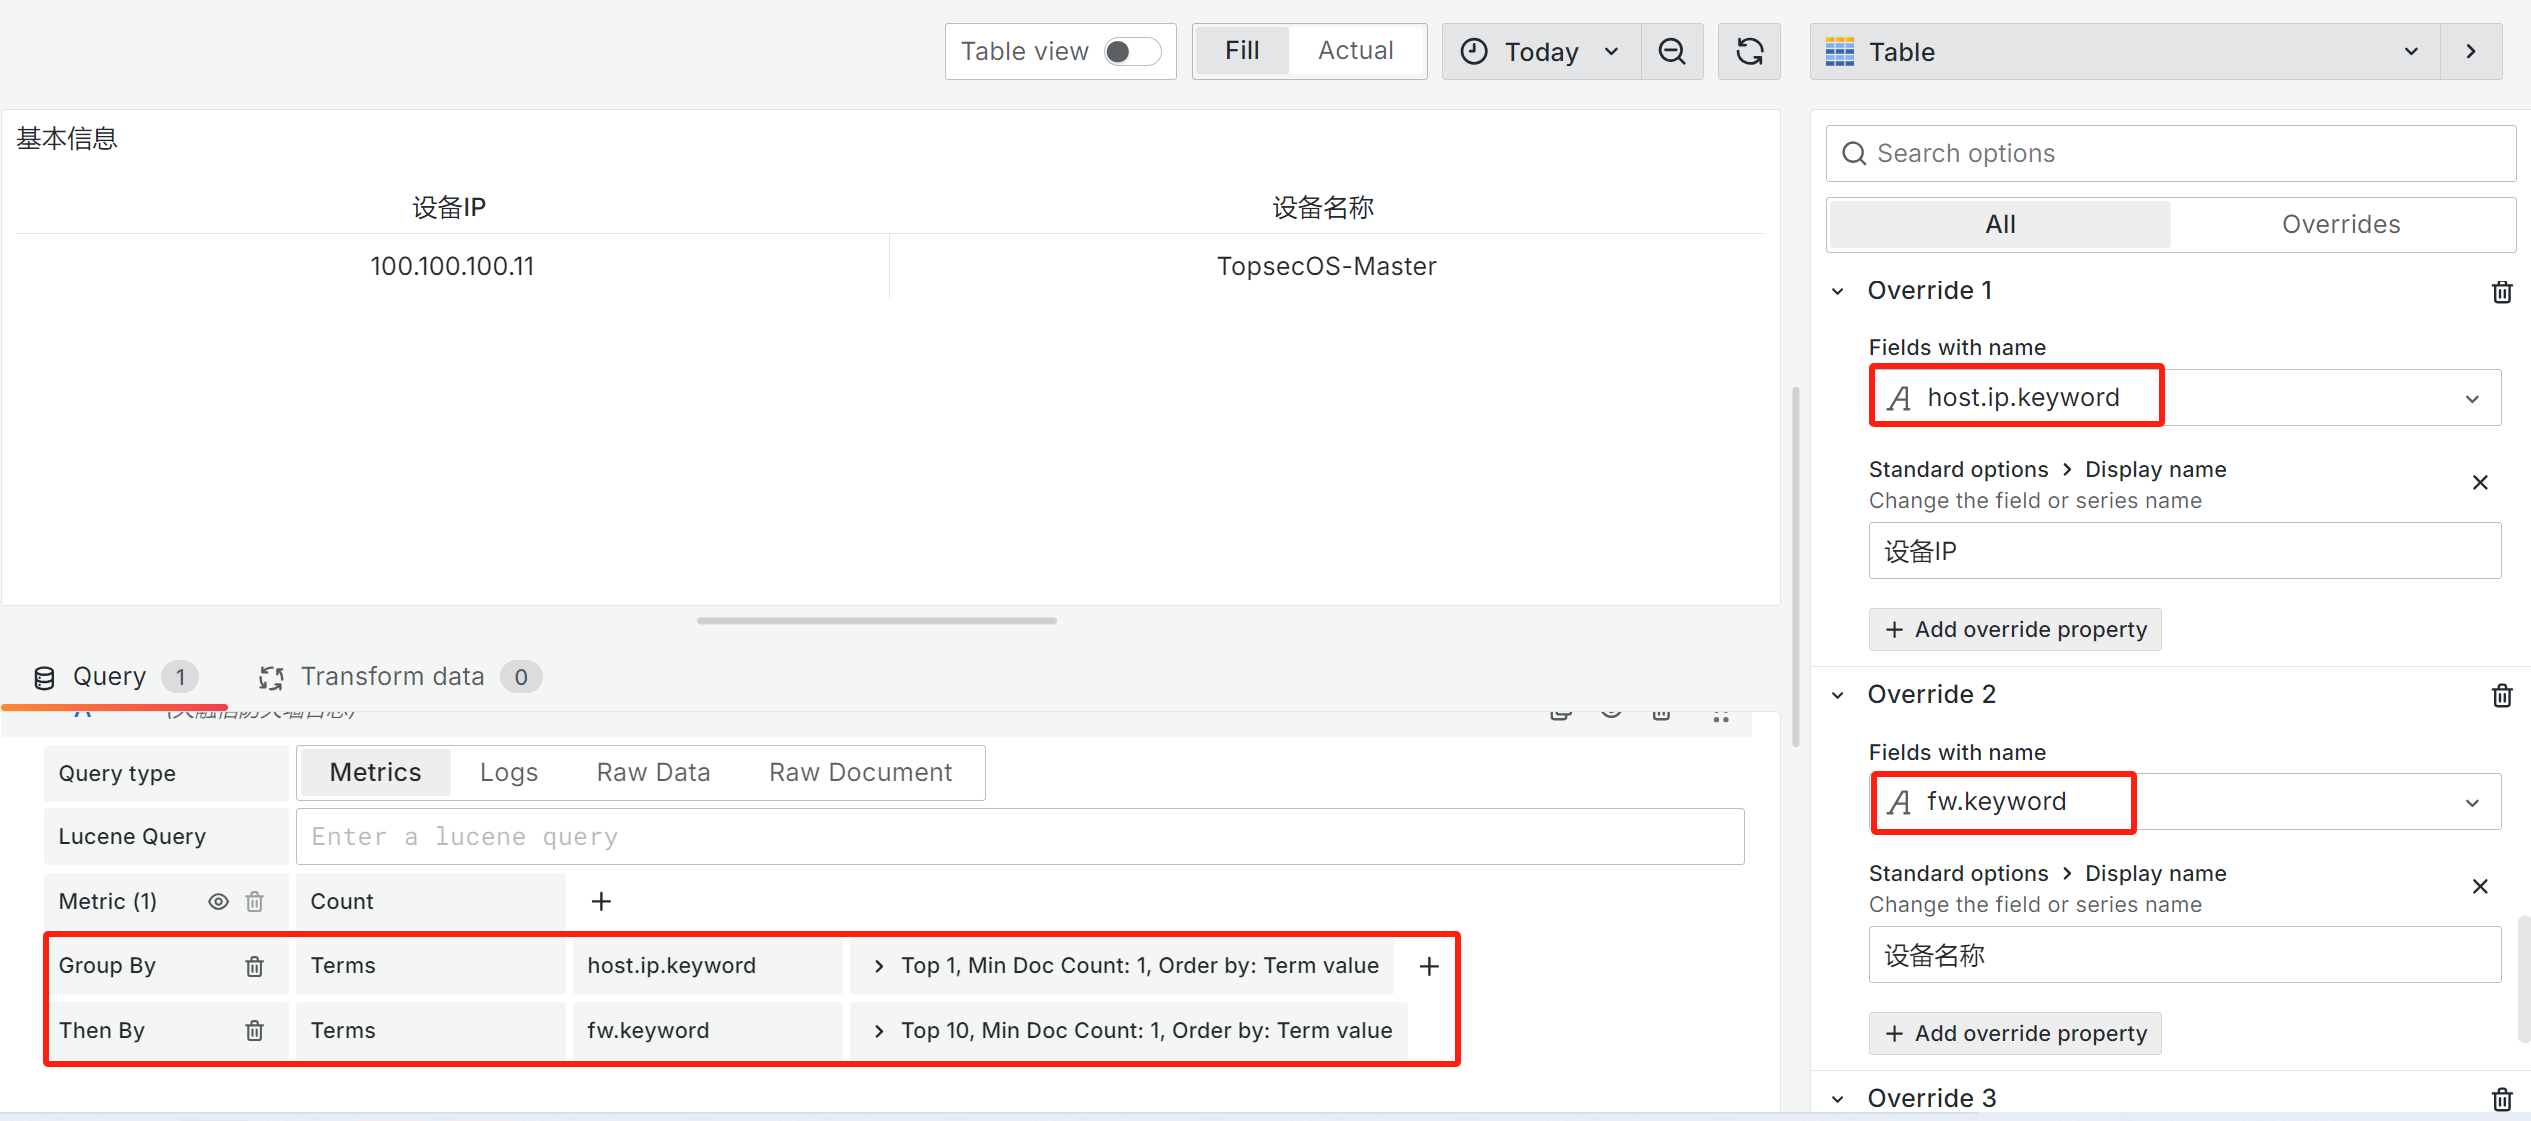 Table view
Fill
Actual
Today
Table
基本信息
设备IP
设备名称
100.100.100.11
TopsecOS-Master
Query
1
Transform data
0
Query type
Metrics
Logs
Raw Data
Raw Document
Lucene Query
Enter a lucene query
Metric (1)
Count
Group By
Terms
host.ip.keyword
Top 1, Min Doc Count: 1, Order by: Term value
Then By
Terms
fw.keyword
Top 10, Min Doc Count: 1, Order by: Term value
Search options
All
Overrides
Override 1
Fields with name
host.ip.keyword
Standard options > Display name
Change the field or series name
设备IP
Add override property
Override 2
Fields with name
fw.keyword
Standard options > Display name
Change the field or series name
设备名称
Add override property
Override 3